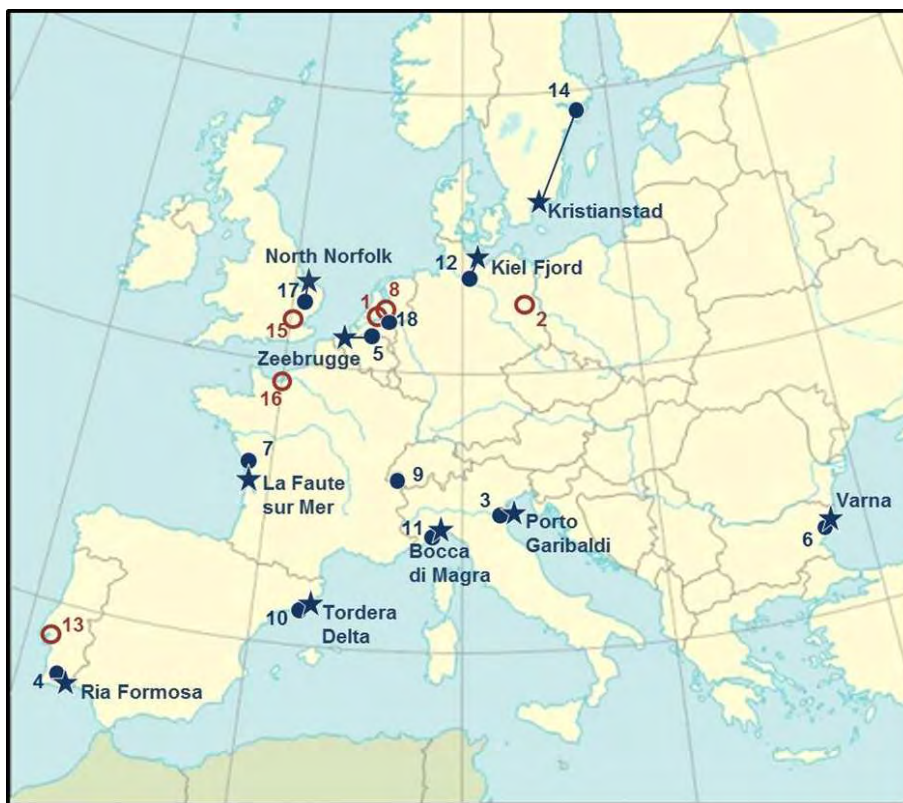 14
Kristianstad
North Norfolk
12
Kiel Fjord
17
1
8
15
18
2
Zeebrugge
5
16
7
La Faute
sur Mer
9
3
Varna
Porto
Garibaldi
6
11
Bocca
di Magra
10
Tordera
Delta
13
4
Ria Formosa